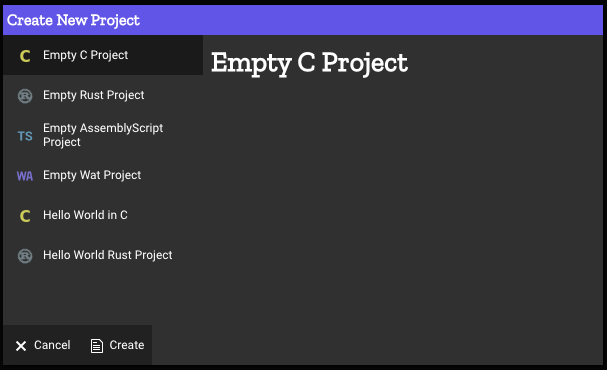 Create New Project
C Empty C Project
Empty C Project
R Empty Rust Project
TS Empty AssemblyScript
Project
WA Empty Wat Project
C Hello World in C
R Hello World Rust Project
Cancel
Create